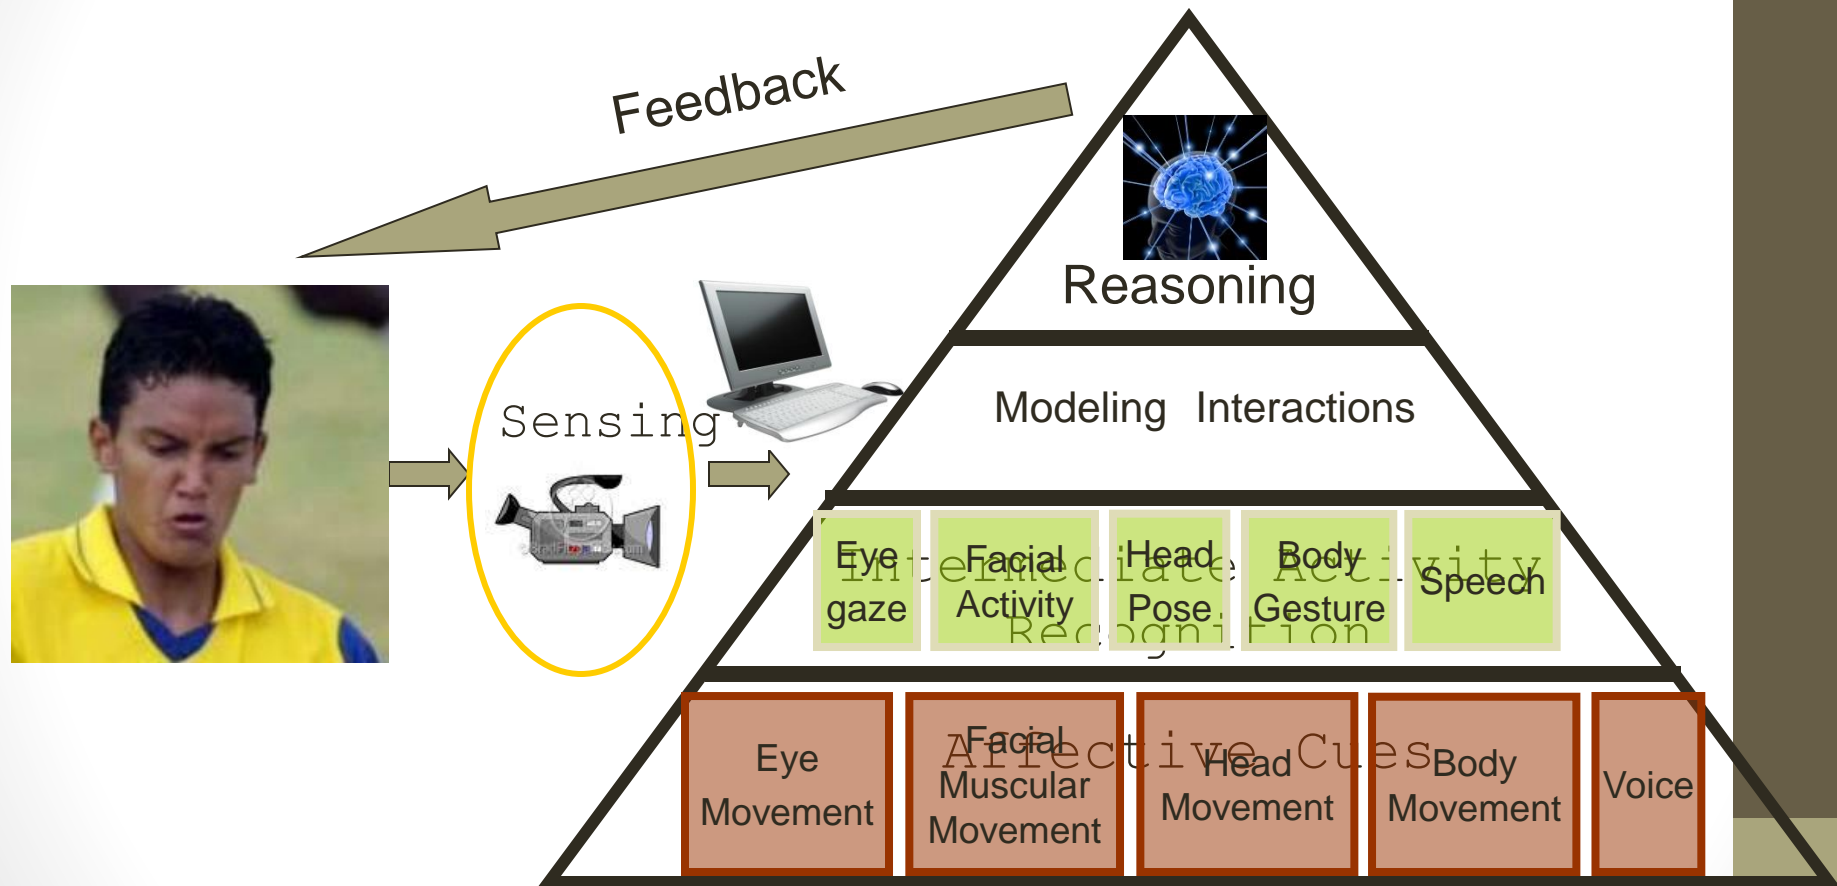 Feedback
Reasoning
Sensing
Modeling Interactions
Intermediate Activity
Recognition
Eye
gaze
Facial
Activity
Head
Pose
Body
Gesture
Speech
Affective Cues
Eye
Movement
Facial
Muscular
Movement
Head
Movement
Body
Movement
Voice